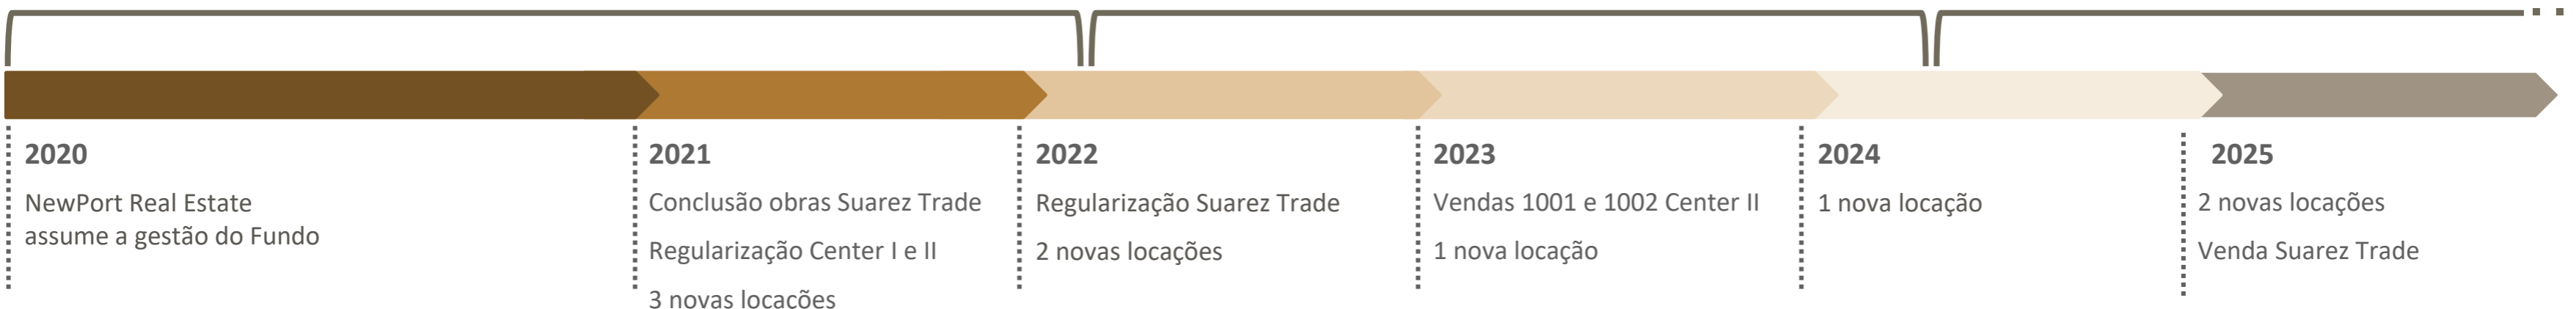 2020
NewPort Real Estate
assume a gestão do Fundo
2021
Conclusão obras Suarez Trade
Regularização Center I e II
3 novas locações
2022
Regularização Suarez Trade
2 novas locações
2023
Vendas 1001 e 1002 Center II
1 nova locação
2024
1 nova locação
2025
2 novas locações
Venda Suarez Trade